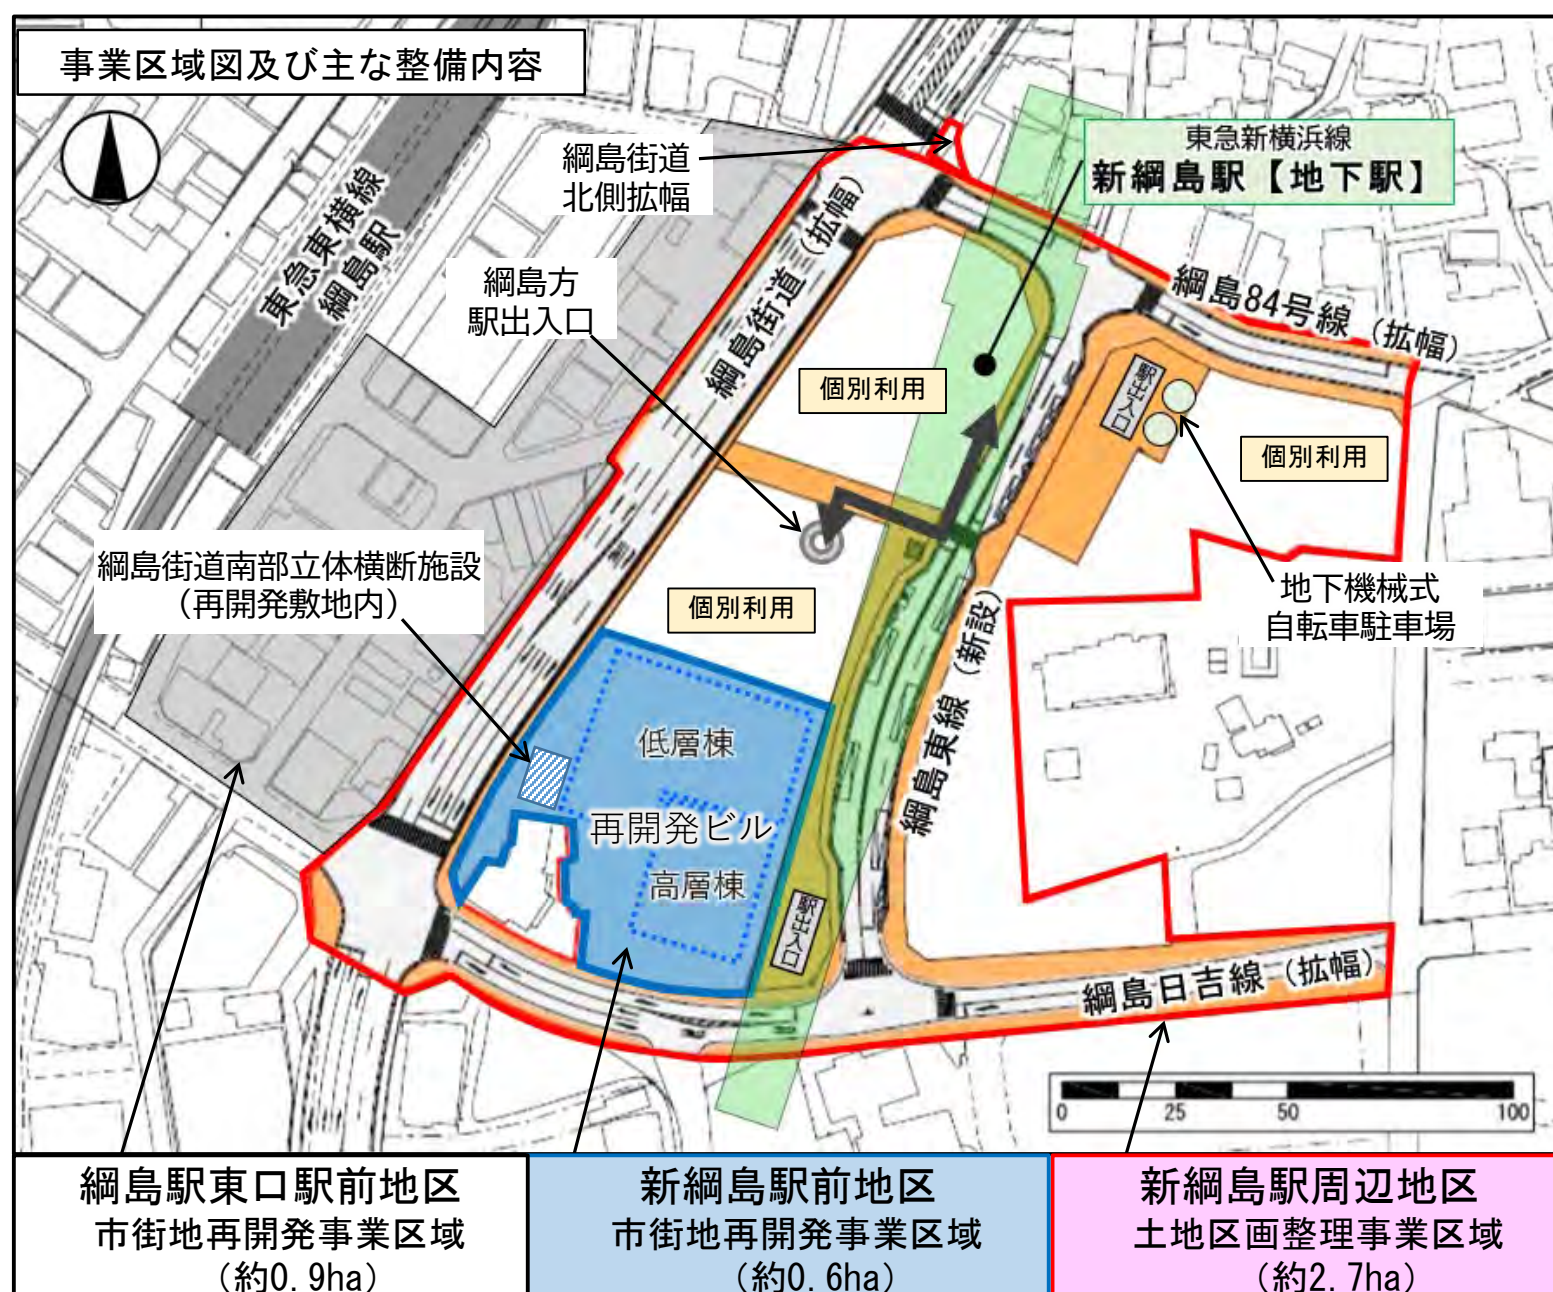 事業区域図及び主な整備内容
東急新横浜線
新綱島駅【地下駅】
綱島街道
北側拡幅
東急東横線
綱島駅
綱島街道（拡幅）
綱島84号線（拡幅）
綱島方
駅出入口
個別利用
駅出入口
個別利用
綱島街道南部立体横断施設
（再開発敷地内）
個別利用
地下機械式
自転車駐車場
綱島東線（新設）
低層棟
再開発ビル
高層棟
駅出入口
綱島日吉線（拡幅）
0 25 50 100
綱島駅東口駅前地区
市街地再開発事業区域
（約0.9ha）
新綱島駅前地区
市街地再開発事業区域
（約0.6ha）
新綱島駅周辺地区
土地区画整理事業区域
（約2.7ha）